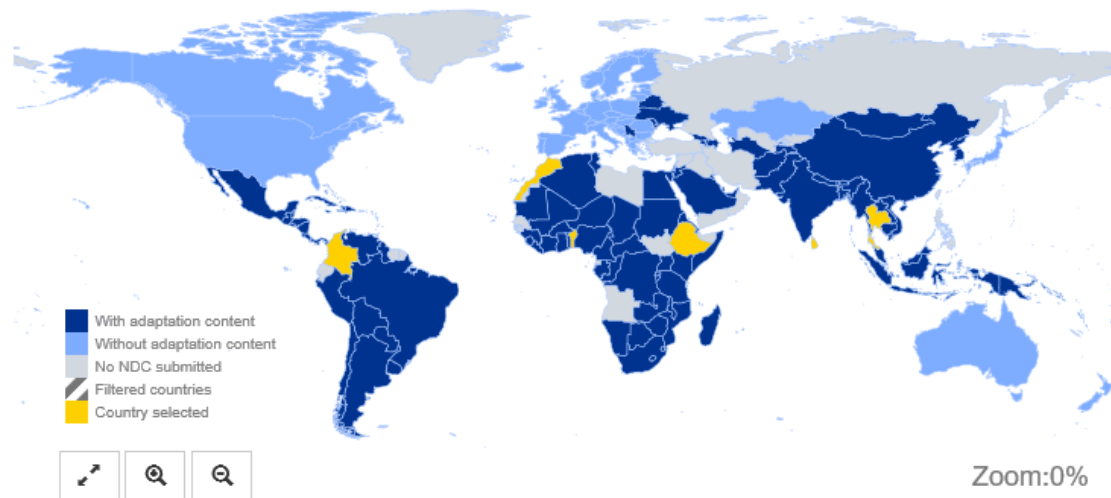 With adaptation content
Without adaptation content
No NDC submitted
Filtered countries
Country selected
Zoom:0%